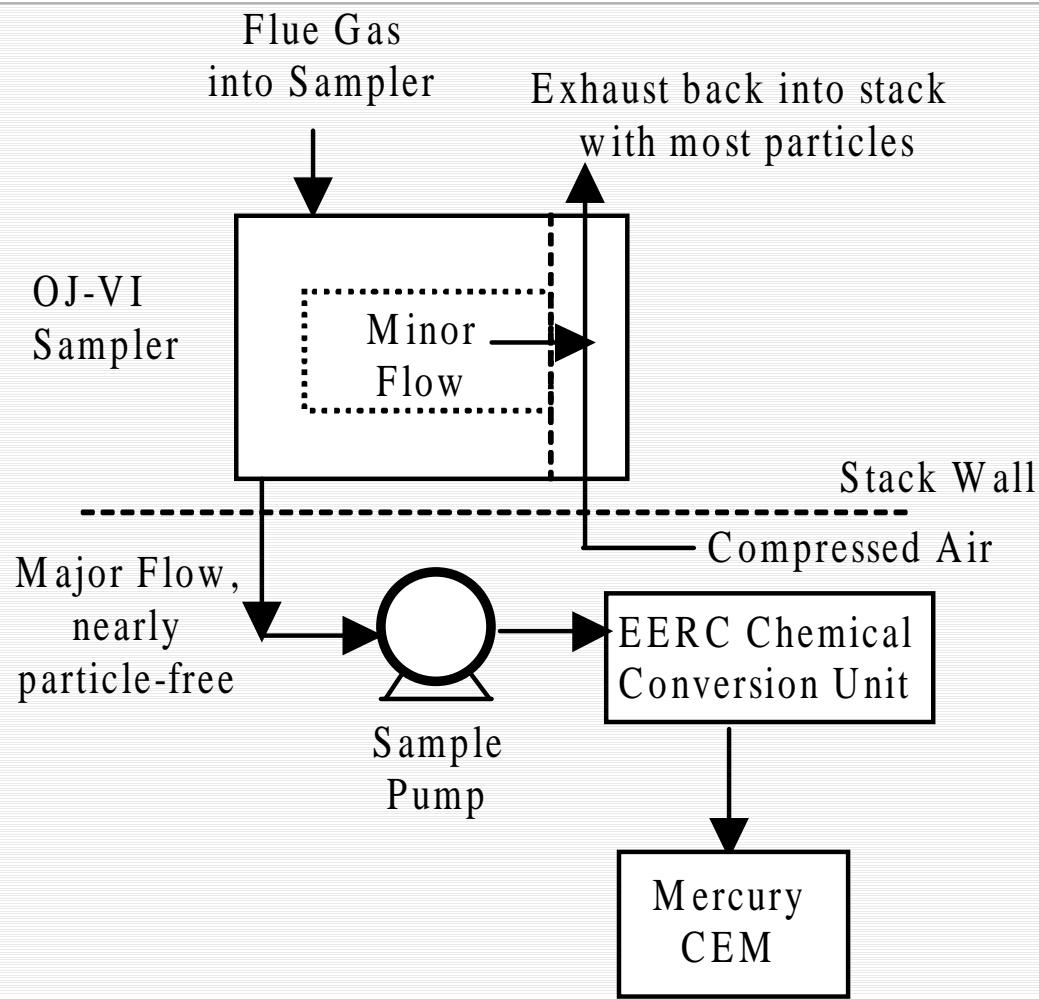 Flue Gas
into Sampler
Exhaust back into stack
with most particles
OJ-VI
Sampler
Minor
Flow
Stack Wall
Compressed Air
Major Flow,
nearly
particle-free
EERC Chemical
Conversion Unit
Sample
Pump
Mercury
CEM